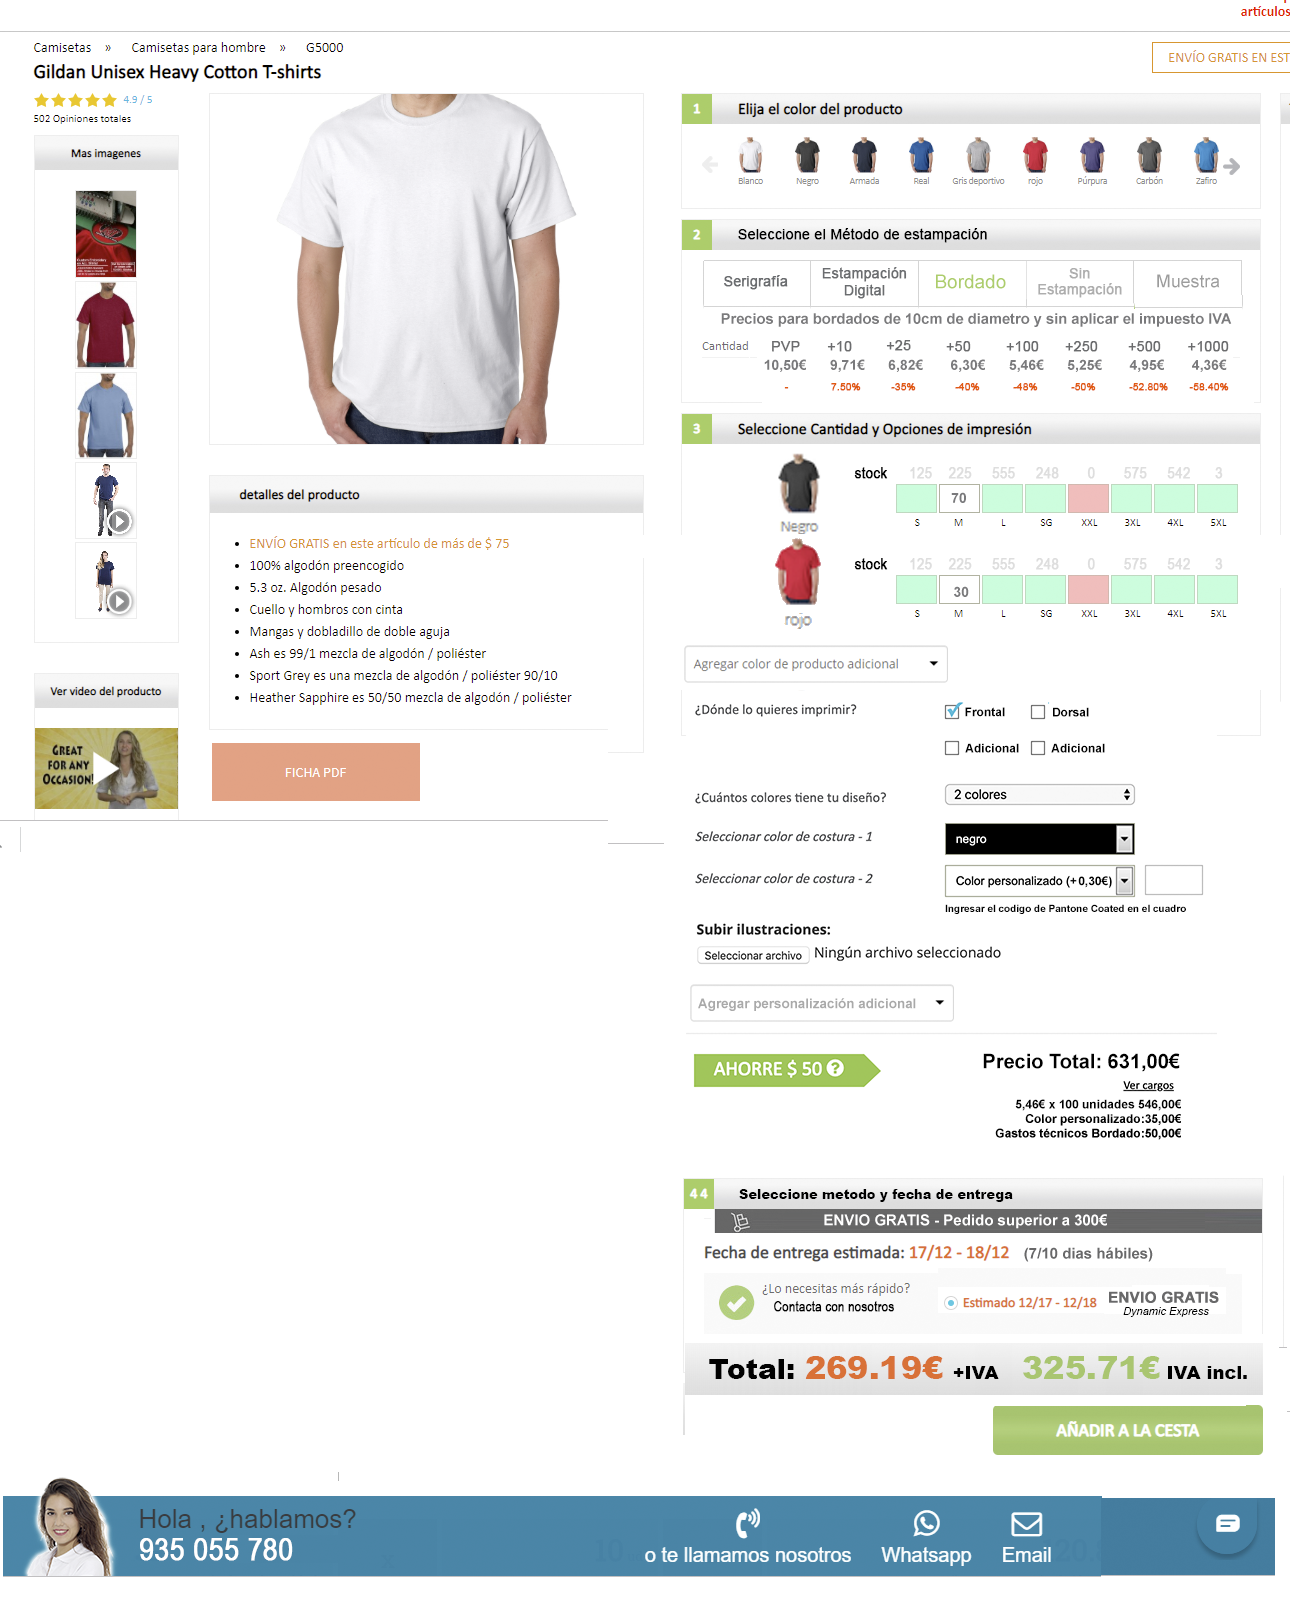 artículos
Camisetas » Camisetas para hombre » G5000
Gildan Unisex Heavy Cotton T-shirts
ENVÍO GRATIS EN EST
4.9 / 5
502 Opiniones totales
Mas imagenes
Ver video del producto
GREAT
FOR ANY
OCCASION!
detalles del producto
ENVÍO GRATIS en este artículo de más de $ 75
100% algodón preencogido
5.3 oz. Algodón pesado
Cuello y hombros con cinta
Mangas y dobladillo de doble aguja
Ash es 99/1 mezcla de algodón / poliéster
Sport Grey es una mezcla de algodón / poliéster 90/10
Heather Sapphire es 50/50 mezcla de algodón / poliéster
FICHA PDF
1 Elija el color del producto
Blanco Negro Armada Real Gris deportivo rojo Púrpura Carbón Zafiro
2 Seleccione el Método de estampación
Serigrafía Estampación Digital Bordado Sin Estampación Muestra
Precios para bordados de 10cm de diametro y sin aplicar el impuesto IVA
Cantidad PVP +10 +25 +50 +100 +250 +500 +1000
10,50€ 9,71€ 6,82€ 6,30€ 5,46€ 5,25€ 4,95€ 4,36€
- 7.50% -35% -40% -48% -50% -52.80% -58.40%
3 Seleccione Cantidad y Opciones de impresión
stock 125 225 555 248 0 575 542 3
70
S M L SG XXL 3XL 4XL 5XL
Negro
stock 125 225 555 248 0 575 542 3
30
S M L SG XXL 3XL 4XL 5XL
rojo
Agregar color de producto adicional
¿Dónde lo quieres imprimir? Frontal Dorsal
Adicional Adicional
¿Cuántos colores tiene tu diseño? 2 colores
Seleccionar color de costura - 1 negro
Seleccionar color de costura - 2 Color personalizado (+0,30€)
Ingresar el codigo de Pantone Coated en el cuadro
Subir ilustraciones:
Seleccionar archivo Ningún archivo seleccionado
Agregar personalización adicional
AHORRE $ 50 ?
Precio Total: 631,00€
Ver cargos
5,46€ x 100 unidades 546,00€
Color personalizado:35,00€
Gastos técnicos Bordado:50,00€
44 Seleccione metodo y fecha de entrega
ENVIO GRATIS - Pedido superior a 300€
Fecha de entrega estimada: 17/12 - 18/12 (7/10 dias hábiles)
¿Lo necesitas más rápido?
Contacta con nosotros
Estimado 12/17 - 12/18
ENVIO GRATIS
Dynamic Express
Total: 269.19€ +IVA 325.71€ IVA incl.
AÑADIR A LA CESTA
Hola , ¿hablamos?
935 055 780
o te llamamos nosotros Whatsapp Email